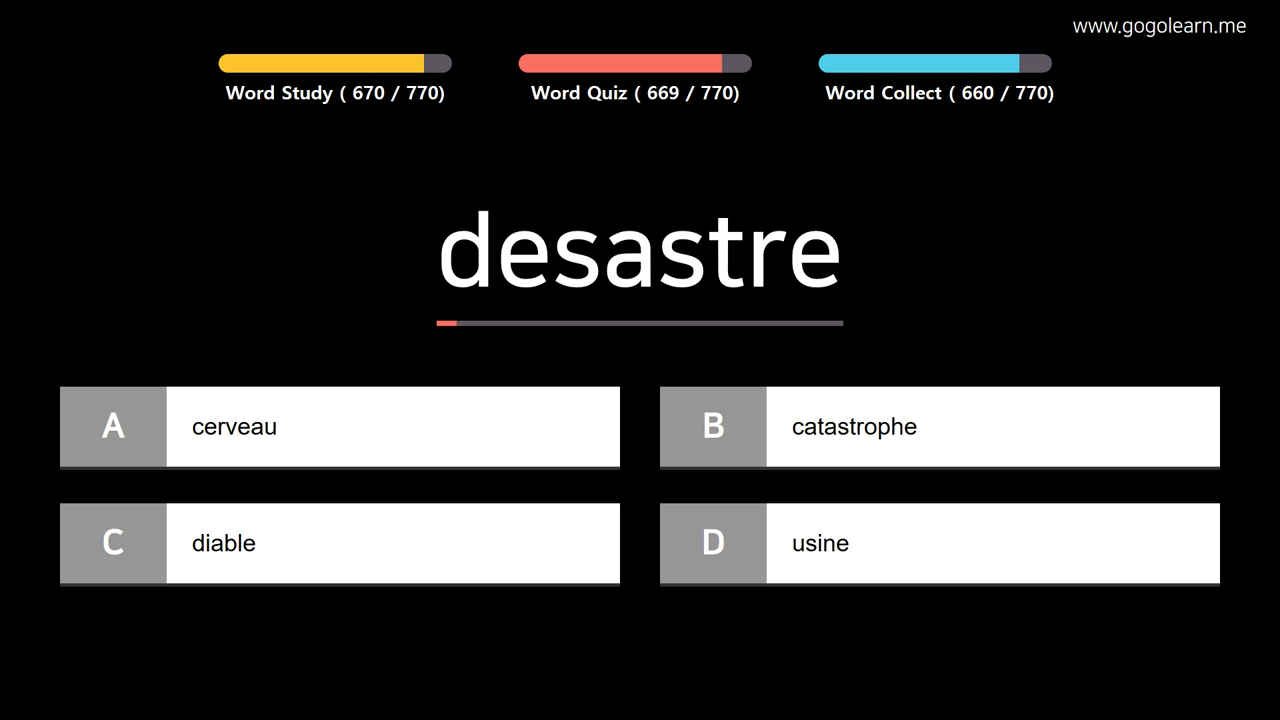 www.gogolearn.me
Word Study ( 670 / 770)
Word Quiz ( 669 / 770)
Word Collect ( 660 / 770)
desastre
A cerveau
B catastrophe
C diable
D usine